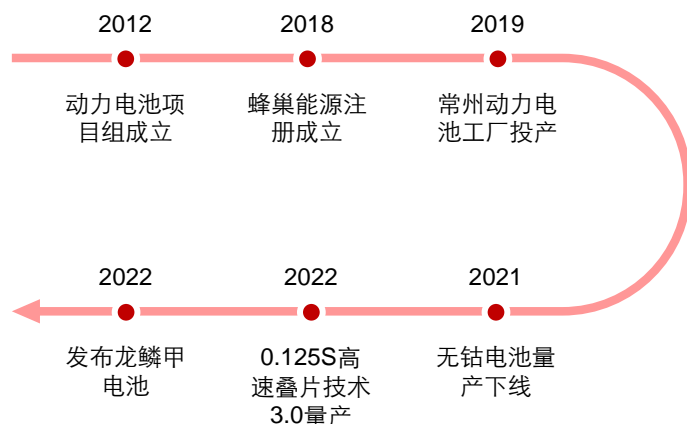 2012
动力电池项
目组成立
2018
蜂巢能源注
册成立
2019
常州动力电
池工厂投产
2021
无钴电池量
产下线
2022
0.125S高
速叠片技术
3.0量产
2022
发布龙鳞甲
电池